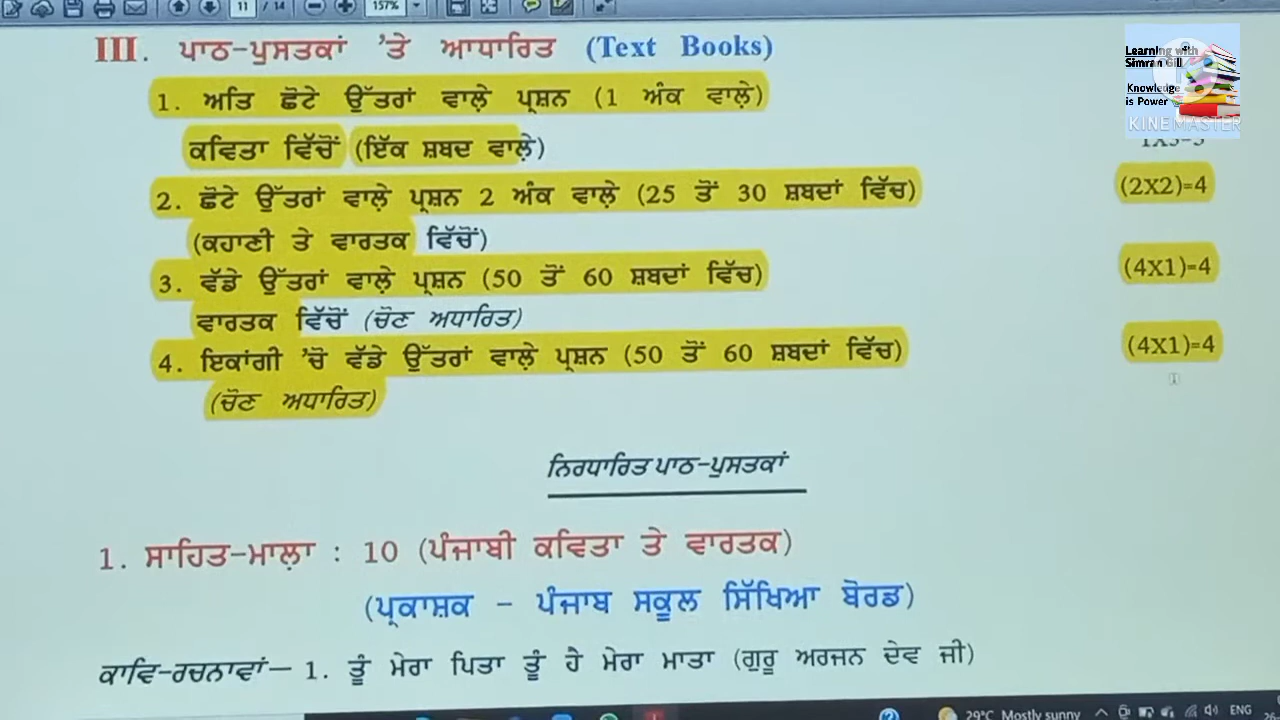 11 / 14
157%
III. ਪਾਠ-ਪੁਸਤਕਾਂ ’ਤੇ ਆਧਾਰਿਤ (Text Books)
Learning with
Simran Gill
Knowledge
is Power
KINEMASTER
1. ਅਤਿ ਛੋਟੇ ਉੱਤਰਾਂ ਵਾਲ਼ੇ ਪ੍ਰਸ਼ਨ (1 ਅੰਕ ਵਾਲ਼ੇ)
ਕਵਿਤਾ ਵਿੱਚੋਂ (ਇੱਕ ਸ਼ਬਦ ਵਾਲ਼ੇ)
2. ਛੋਟੇ ਉੱਤਰਾਂ ਵਾਲ਼ੇ ਪ੍ਰਸ਼ਨ 2 ਅੰਕ ਵਾਲ਼ੇ (25 ਤੋਂ 30 ਸ਼ਬਦਾਂ ਵਿੱਚ) (2X2)=4
(ਕਹਾਣੀ ਤੇ ਵਾਰਤਕ ਵਿੱਚੋਂ)
3. ਵੱਡੇ ਉੱਤਰਾਂ ਵਾਲ਼ੇ ਪ੍ਰਸ਼ਨ (50 ਤੋਂ 60 ਸ਼ਬਦਾਂ ਵਿੱਚ) (4X1)=4
ਵਾਰਤਕ ਵਿੱਚੋਂ (ਚੋਣ ਅਧਾਰਿਤ)
4. ਇਕਾਂਗੀ ’ਚੋ ਵੱਡੇ ਉੱਤਰਾਂ ਵਾਲ਼ੇ ਪ੍ਰਸ਼ਨ (50 ਤੋਂ 60 ਸ਼ਬਦਾਂ ਵਿੱਚ) (4X1)=4
(ਚੋਣ ਅਧਾਰਿਤ)
ਨਿਰਧਾਰਿਤ ਪਾਠ-ਪੁਸਤਕਾਂ
1. ਸਾਹਿਤ-ਮਾਲ਼ਾ : 10 (ਪੰਜਾਬੀ ਕਵਿਤਾ ਤੇ ਵਾਰਤਕ)
(ਪ੍ਰਕਾਸ਼ਕ – ਪੰਜਾਬ ਸਕੂਲ ਸਿੱਖਿਆ ਬੋਰਡ)
ਕਾਵਿ-ਰਚਨਾਵਾਂ– 1. ਤੂੰ ਮੇਰਾ ਪਿਤਾ ਤੂੰ ਹੈ ਮੇਰਾ ਮਾਤਾ (ਗੁਰੂ ਅਰਜਨ ਦੇਵ ਜੀ)
29°C Mostly sunny ENG